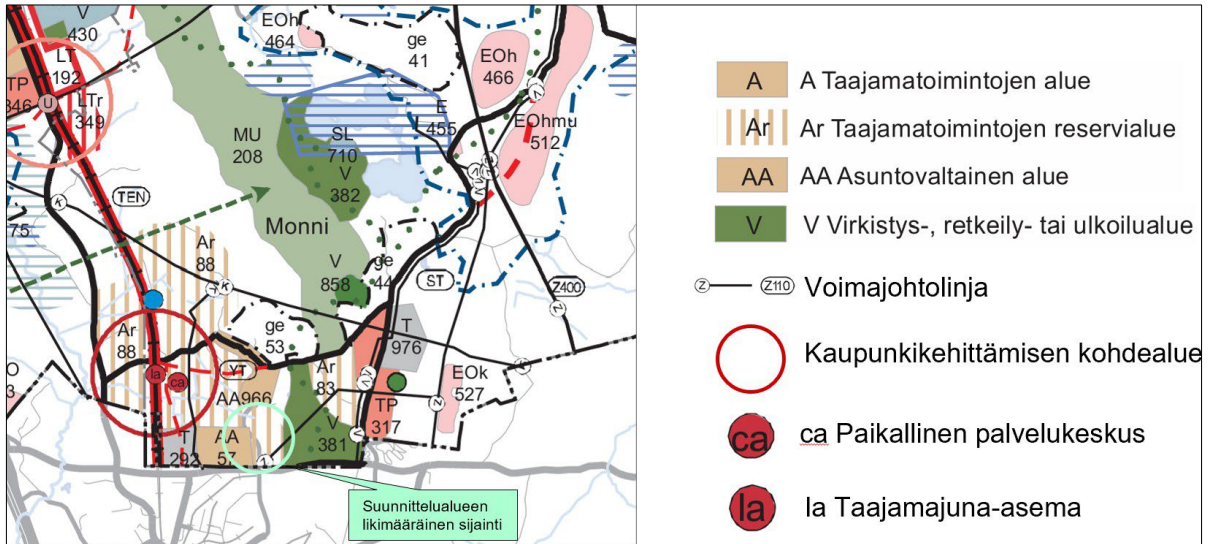 V
430
LT
192
TP
346
U
LTr
349
EOh
464
ge
41
EOh
466
E
455
EOhmu
512
MU
208
SL
710
V
382
TEN
K
75
Monni
Ar
88
K
K
V
858
ge
44
ST
Z400
Z
Z
V
T
976
ge
53
Ar
88
la
ca
YT
AA966
Ar
83
EOk
527
Z
TP
317
V
381
T
292
AA
57
Suunnittelualueen
likimääräinen sijainti
A A Taajamatoimintojen alue
Ar Ar Taajamatoimintojen reservialue
AA AA Asuntovaltainen alue
V V Virkistys-, retkeily- tai ulkoilualue
Z Z110 Voimajohtolinja
Kaupunkikehittämisen kohdealue
ca ca Paikallinen palvelukeskus
la la Taajamajuna-asema